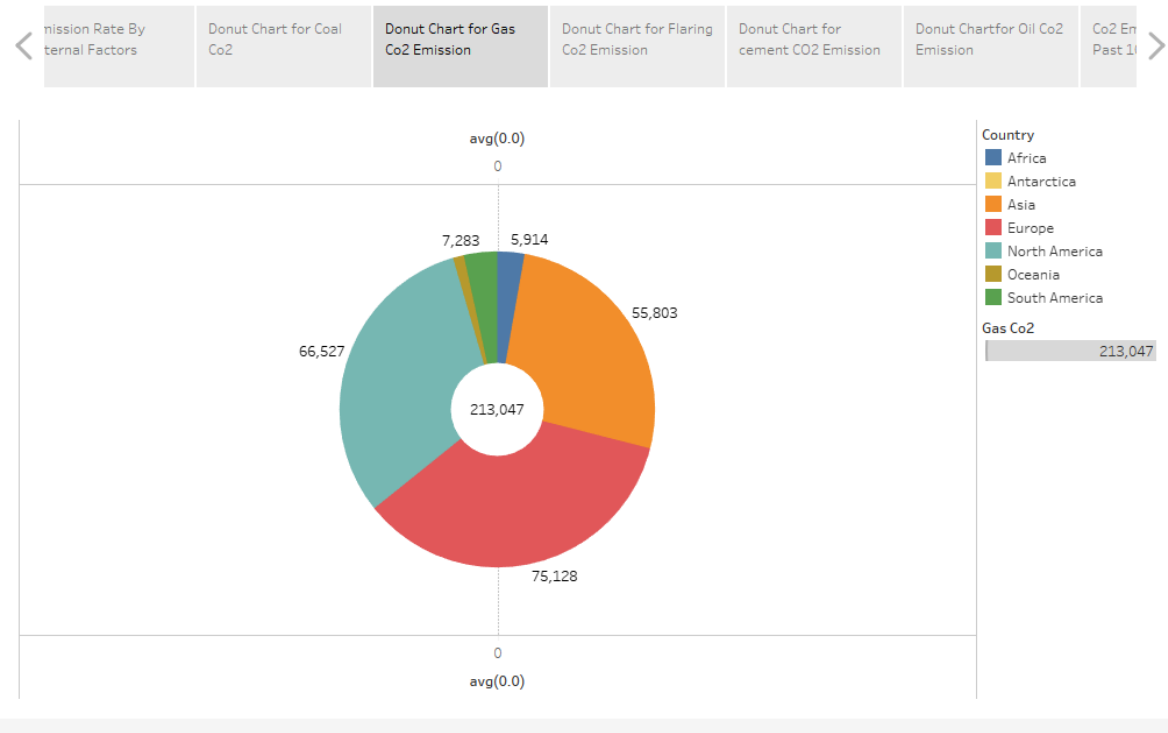 mission Rate By
ternal Factors
Donut Chart for Coal
Co2
Donut Chart for Gas
Co2 Emission
Donut Chart for Flaring
Co2 Emission
Donut Chart for
cement CO2 Emission
Donut Chartfor Oil Co2
Emission
Co2 Em
Past 1
avg(0.0)
0
7,283
5,914
55,803
66,527
213,047
75,128
0
avg(0.0)
Country
Africa
Antarctica
Asia
Europe
North America
Oceania
South America
Gas Co2
213,047